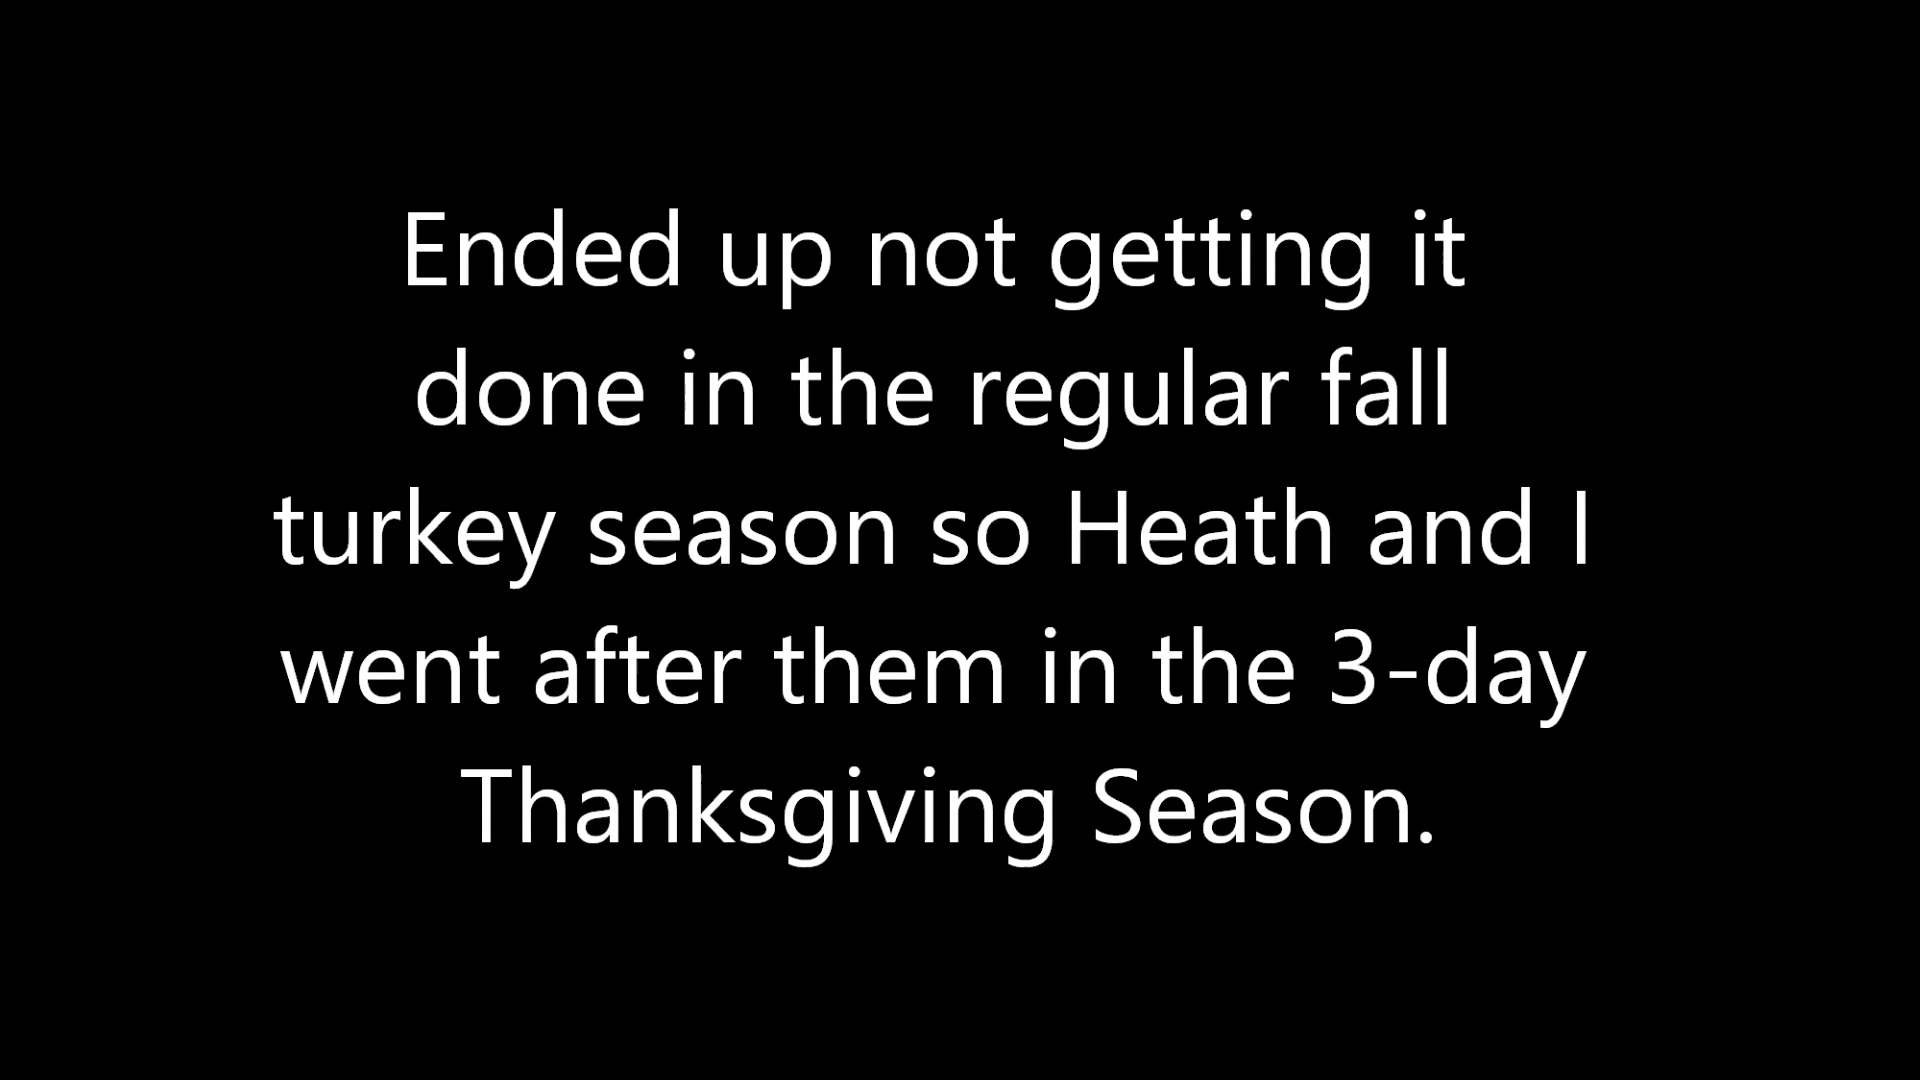 Ended up not getting it
done in the regular fall
turkey season so Heath and I
went after them in the 3-day
Thanksgiving Season.